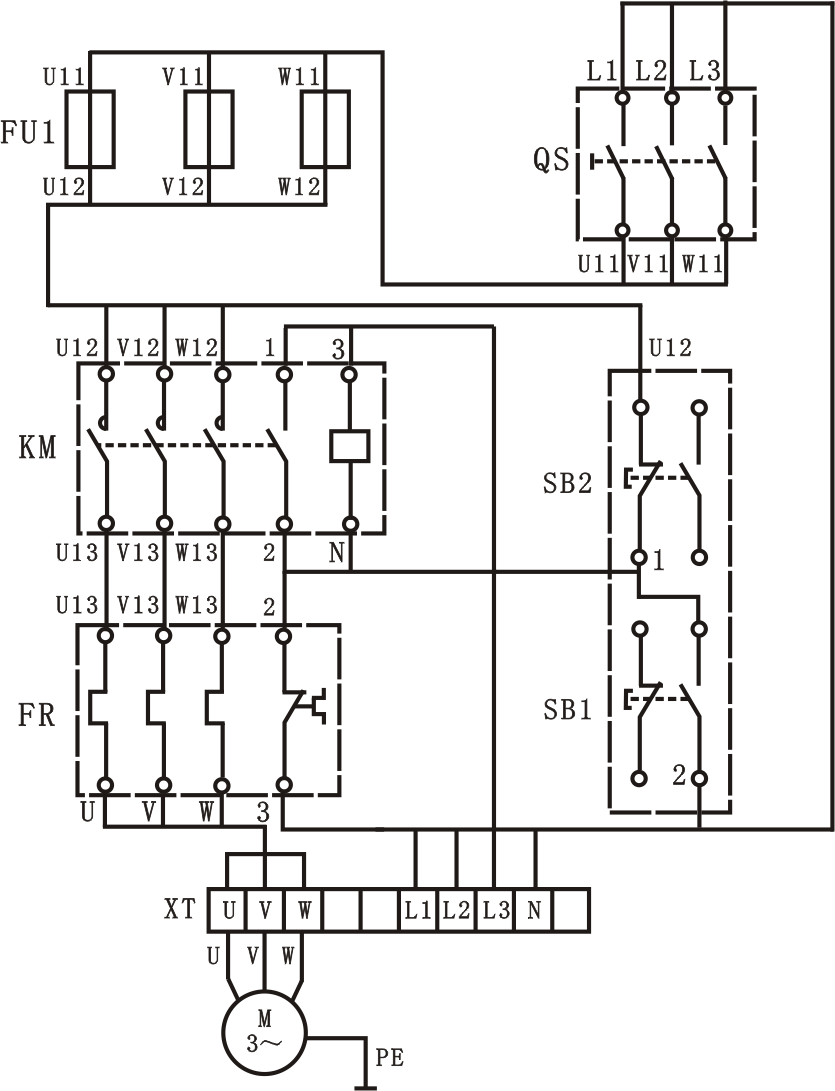 L1 L2 L3
U11 V11 W11
FU1
QS
U12 V12 W12
U11 V11 W11
U12 V12 W12 1 3
U12
KM
SB2
U13 V13 W13 2 N
1
U13 V13 W13 2
FR
SB1
2
U V W 3
XT U V W L1 L2 L3 N
U V W
M
3~
PE